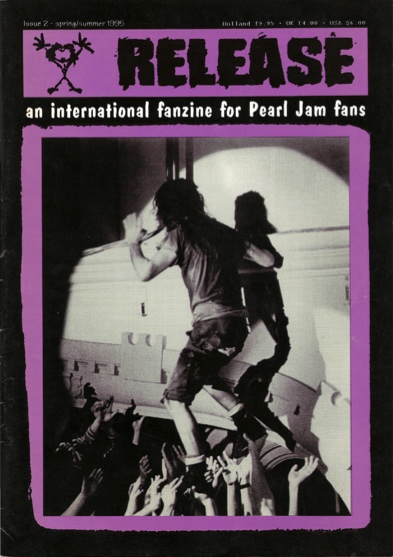 Issue 2 - spring/summer 1995
Holland f9.95 • UK £4.00 • USA $6.00
RELEASE
an international fanzine for Pearl Jam fans